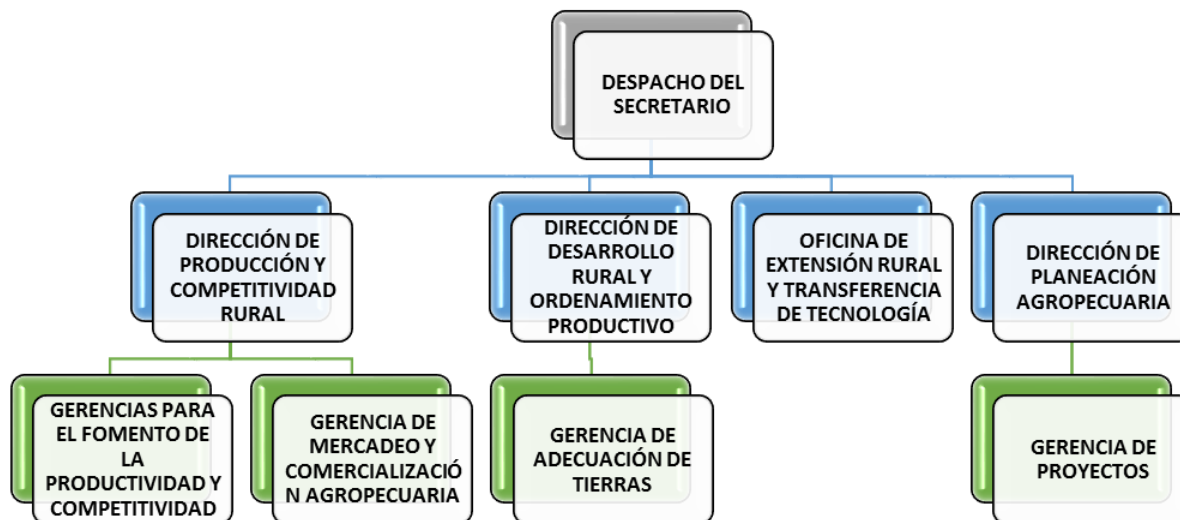 DESPACHO DEL
SECRETARIO
DIRECCIÓN DE
PRODUCCIÓN Y
COMPETITIVIDAD
RURAL
DIRECCIÓN DE
DESARROLLO
RURAL Y
ORDENAMIENTO
PRODUCTIVO
OFICINA DE
EXTENSIÓN RURAL
Y TRANSFERENCIA
DE TECNOLOGÍA
DIRECCIÓN DE
PLANEACIÓN
AGROPECUARIA
GERENCIAS PARA
EL FOMENTO DE
LA
PRODUCTIVIDAD Y
COMPETITIVIDAD
GERENCIA DE
MERCADEO Y
COMERCIALIZACIÓ
N AGROPECUARIA
GERENCIA DE
ADECUACIÓN DE
TIERRAS
GERENCIA DE
PROYECTOS